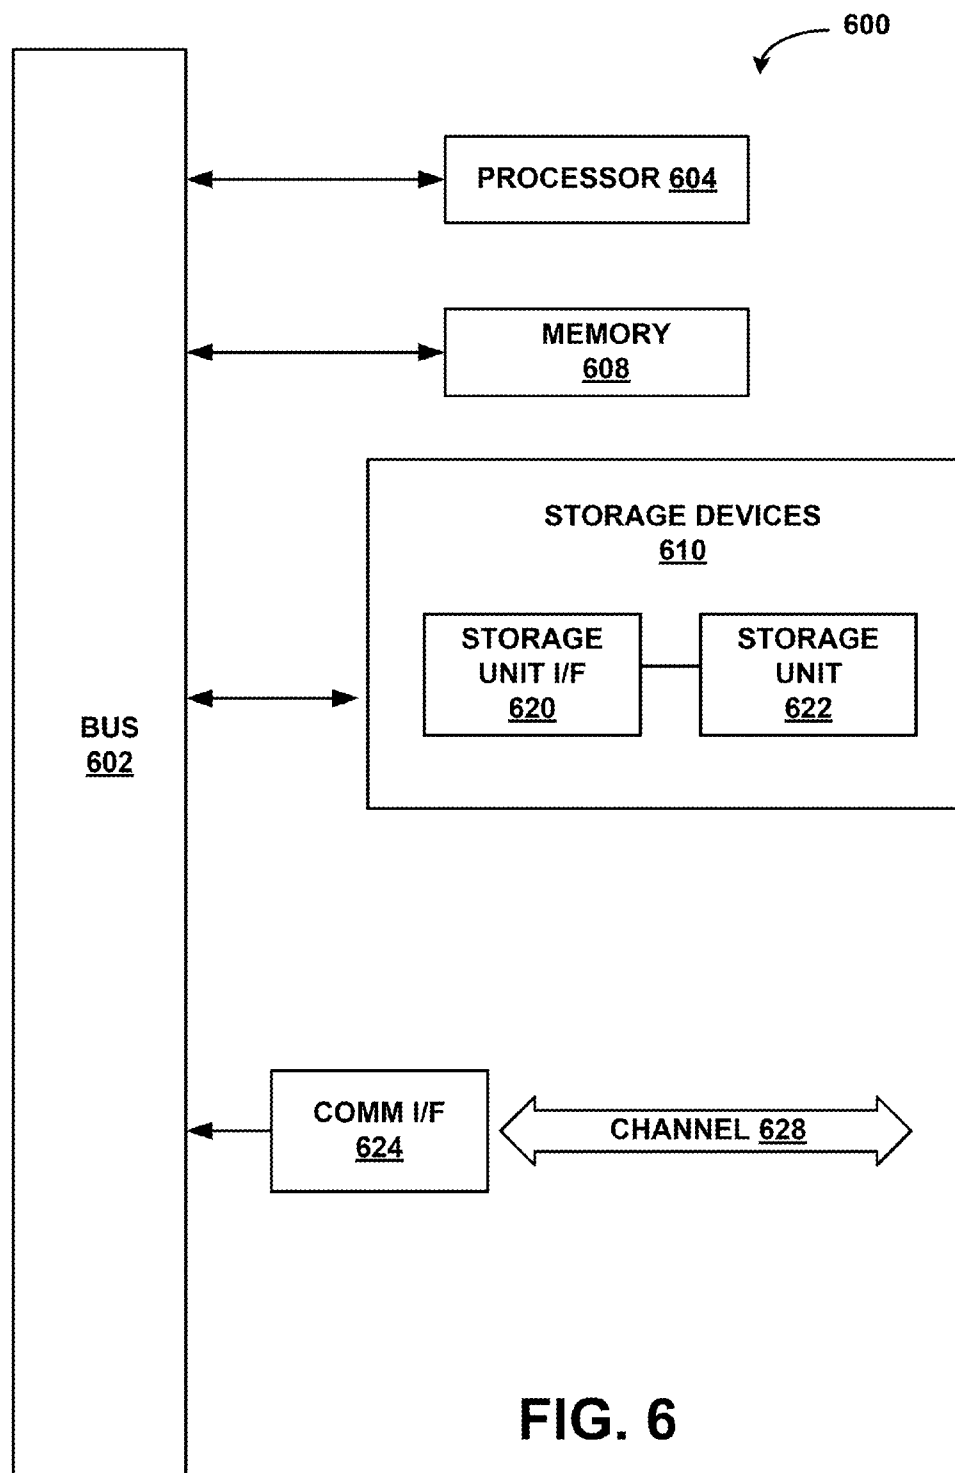 600
PROCESSOR 604
MEMORY
608
STORAGE DEVICES
610
STORAGE
UNIT I/F
620
STORAGE
UNIT
622
BUS
602
COMM I/F
624
CHANNEL 628
FIG. 6